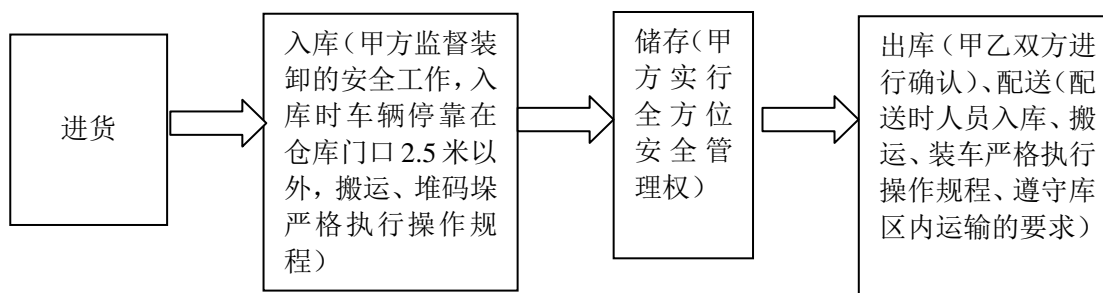 进货
入库（甲方监督装
卸的安全工作，入
库时车辆停靠在
仓库门口 2.5 米以
外，搬运、堆码垛
严格执行操作规
程）
储存（甲
方实行
全方位
安全管
理权）
出库（甲乙双方进
行确认）、配送（配
送时人员入库、搬
运、装车严格执行
操作规程、遵守库
区内运输的要求）